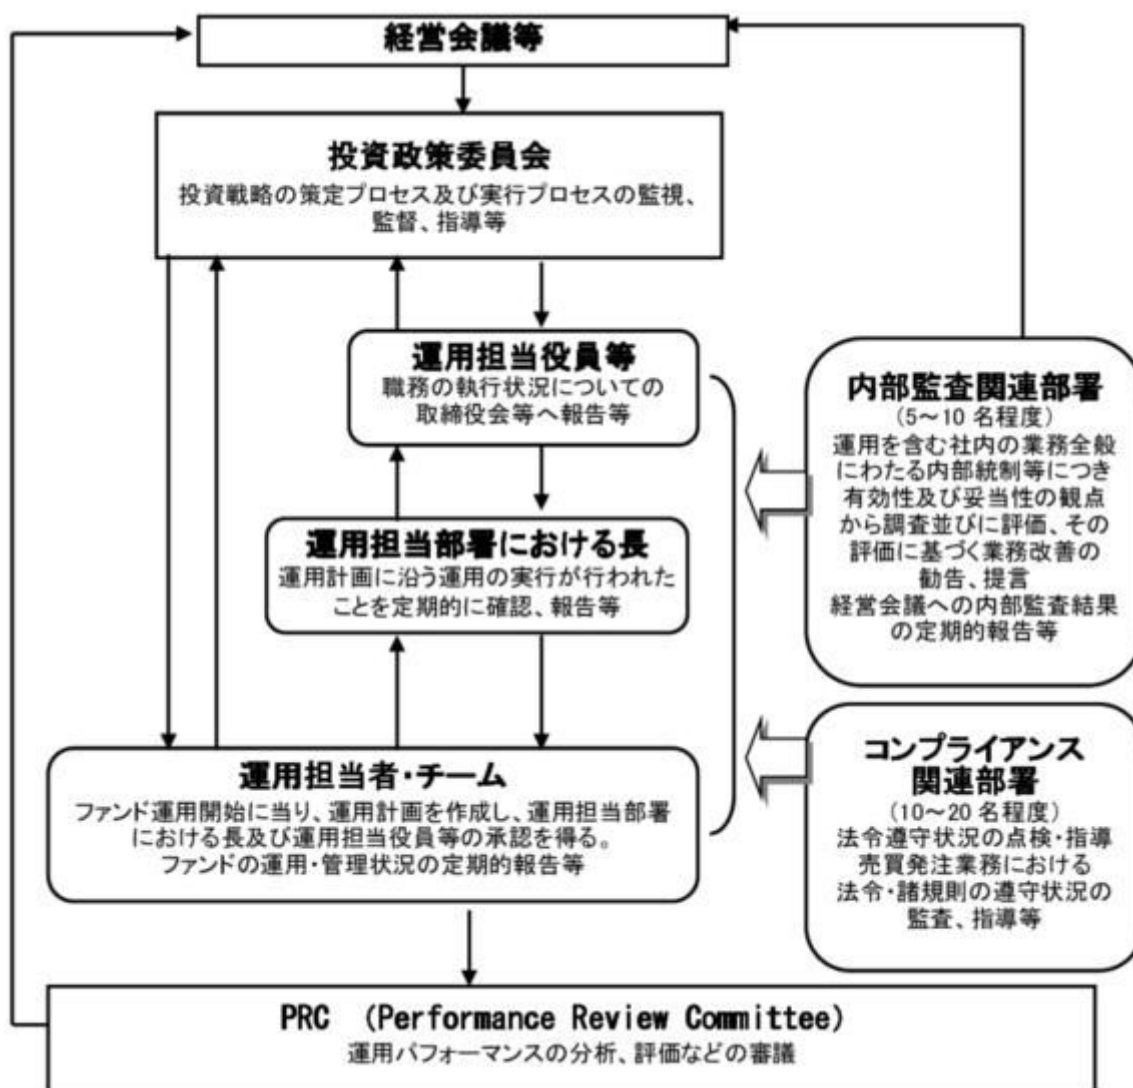 経営会議等
投資政策委員会
投資戦略の策定プロセス及び実行プロセスの監視、
監督、指導等
運用担当役員等
職務の執行状況についての
取締役会等へ報告等
運用担当部署における長
運用計画に沿う運用の実行が行われた
ことを定期的に確認、報告等
運用担当者・チーム
ファンド運用開始に当り、運用計画を作成し、運用担当部署
における長及び運用担当役員等の承認を得る。
ファンドの運用・管理状況の定期的報告等
内部監査関連部署
（5～10 名程度）
運用を含む社内の業務全般
にわたる内部統制等につき
有効性及び妥当性の観点
から調査並びに評価、その
評価に基づく業務改善の
勧告、提言
経営会議への内部監査結果
の定期的報告等
コンプライアンス
関連部署
（10～20 名程度）
法令遵守状況の点検・指導
売買発注業務における
法令・諸規則の遵守状況の
監査、指導等
PRC （Performance Review Committee）
運用パフォーマンスの分析、評価などの審議